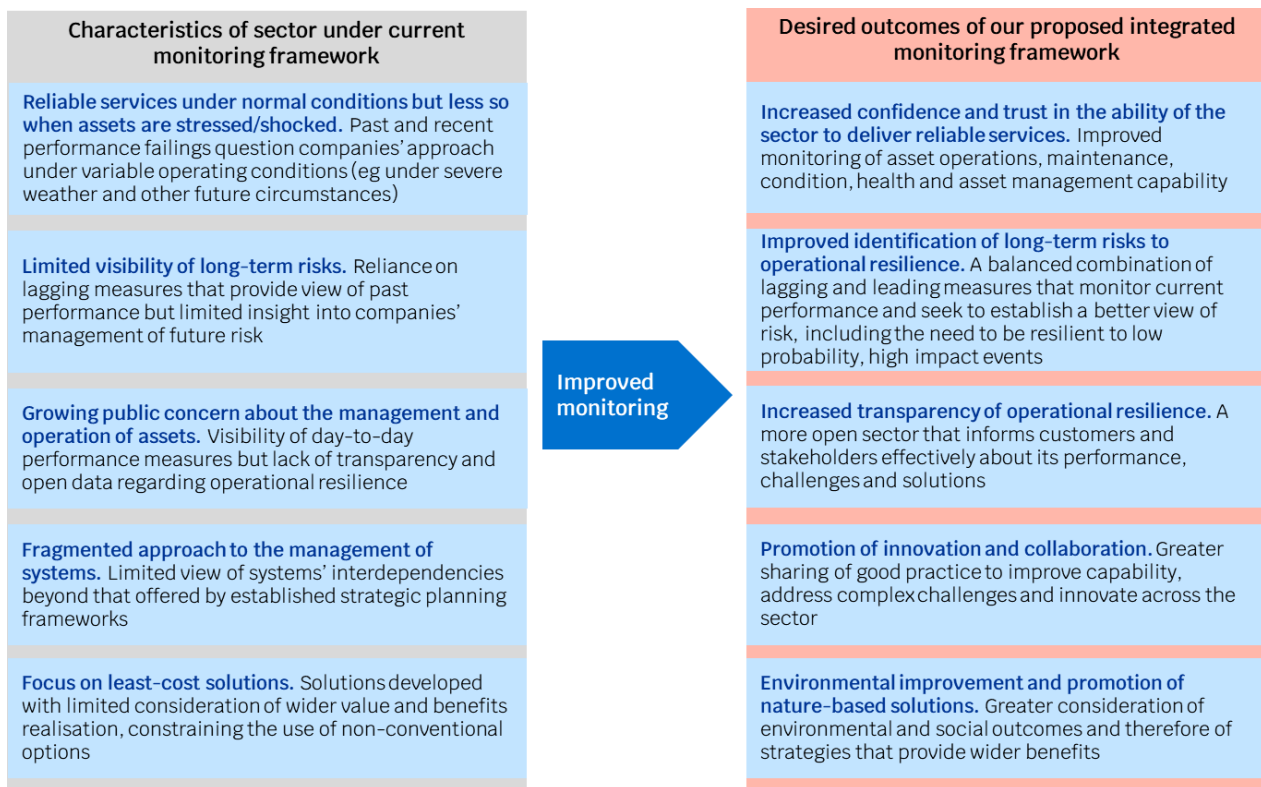 Characteristics of sector under current
monitoring framework
Reliable services under normal conditions but less so
when assets are stressed/shocked. Past and recent
performance failings question companies' approach
under variable operating conditions (eg under severe
weather and other future circumstances)
Limited visibility of long-term risks. Reliance on
lagging measures that provide view of past
performance but limited insight into companies'
management of future risk
Growing public concern about the management and
operation of assets. Visibility of day-to-day
performance measures but lack of transparency and
open data regarding operational resilience
Fragmented approach to the management of
systems. Limited view of systems' interdependencies
beyond that offered by established strategic planning
frameworks
Focus on least-cost solutions. Solutions developed
with limited consideration of wider value and benefits
realisation, constraining the use of non-conventional
options
Improved
monitoring
Desired outcomes of our proposed integrated
monitoring framework
Increased confidence and trust in the ability of the
sector to deliver reliable services. Improved
monitoring of asset operations, maintenance,
condition, health and asset management capability
Improved identification of long-term risks to
operational resilience. A balanced combination of
lagging and leading measures that monitor current
performance and seek to establish a better view of
risk, including the need to be resilient to low
probability, high impact events
Increased transparency of operational resilience. A
more open sector that informs customers and
stakeholders effectively about its performance,
challenges and solutions
Promotion of innovation and collaboration. Greater
sharing of good practice to improve capability,
address complex challenges and innovate across the
sector
Environmental improvement and promotion of
nature-based solutions. Greater consideration of
environmental and social outcomes and therefore of
strategies that provide wider benefits